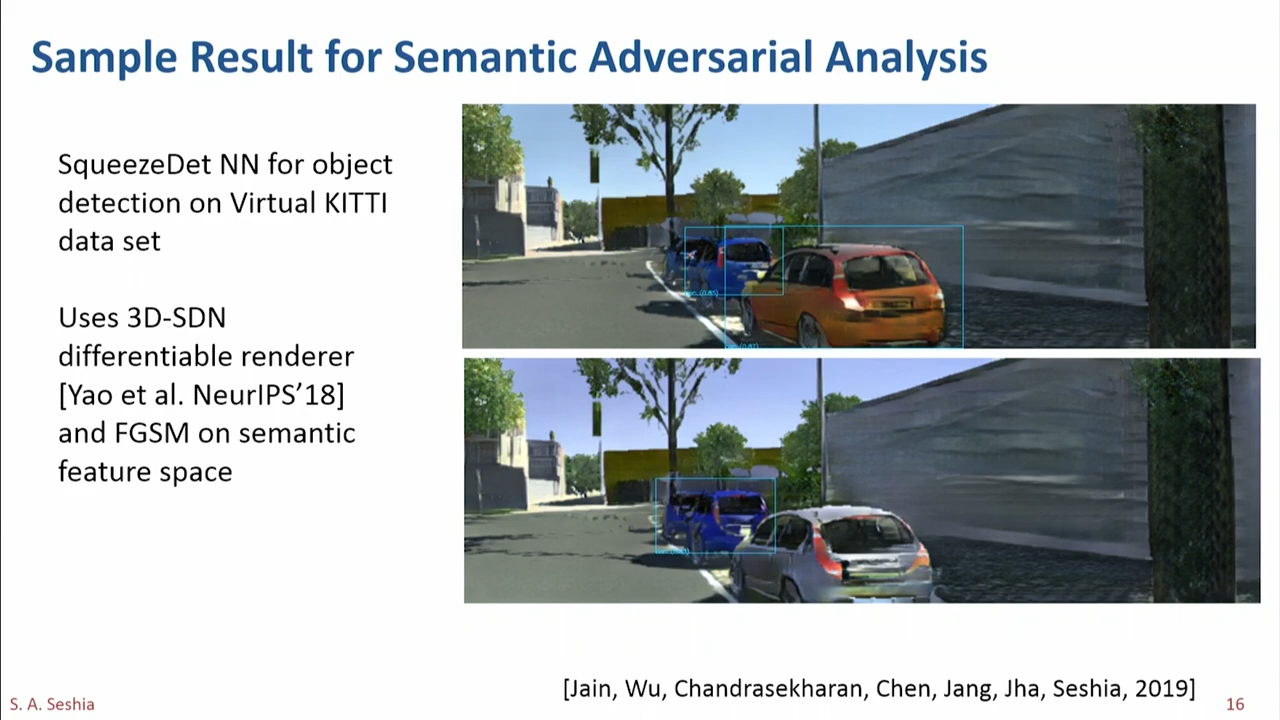 Sample Result for Semantic Adversarial Analysis
SqueezeDet NN for object
detection on Virtual KITTI
data set
Uses 3D-SDN
differentiable renderer
[Yao et al. NeurIPS’18]
and FGSM on semantic
feature space
[Jain, Wu, Chandrasekharan, Chen, Jang, Jha, Seshia, 2019]
S. A. Seshia
16